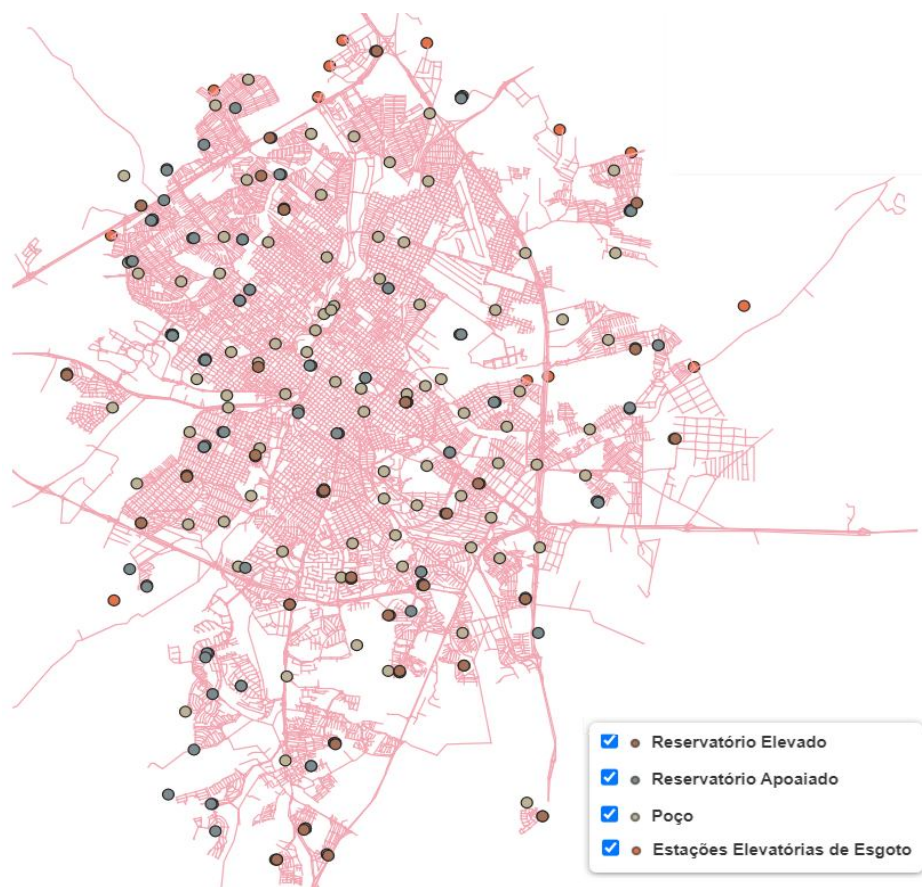 Reservatório Elevado
Reservatório Apoaiado
Poço
Estações Elevatórias de Esgoto